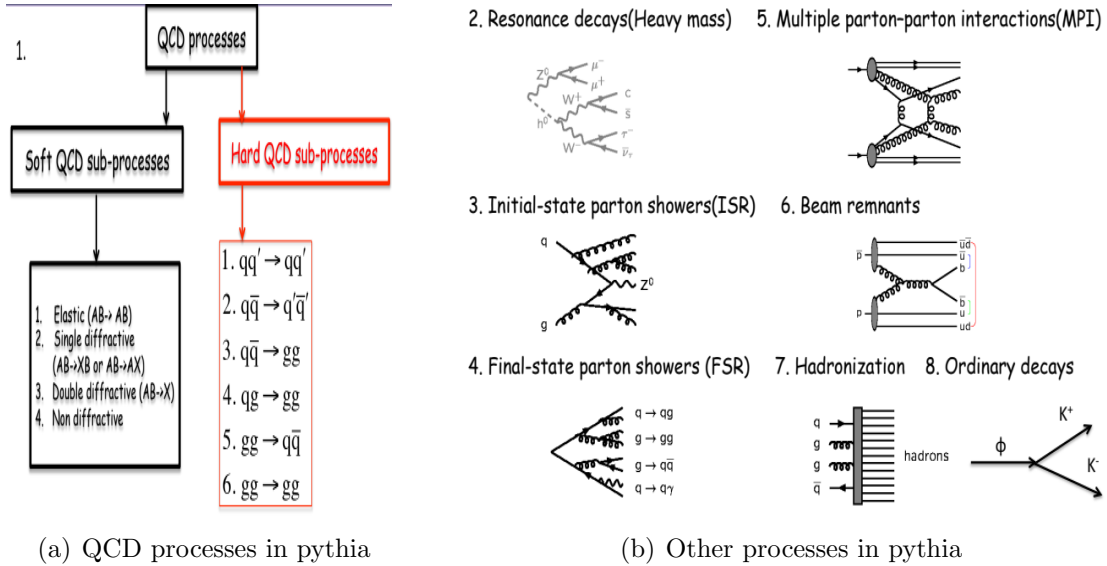 1.
QCD processes
Soft QCD sub-processes
Hard QCD sub-processes
1. Elastic (AB-> AB)
2. Single diffractive
(AB->XB or AB->AX)
3. Double diffractive (AB->X)
4. Non diffractive
1. qq′ → qq′
2. qq̅ → q′q̅′
3. qq̅ → gg
4. qg → gg
5. gg → qq̅
6. gg → gg
(a) QCD processes in pythia
2. Resonance decays(Heavy mass)
Z⁰
μ⁻
μ⁺
h⁰
W⁺
c
s̅
W⁻
τ⁻
ν̅τ
5. Multiple parton-parton interactions(MPI)
3. Initial-state parton showers(ISR)
q
Z⁰
g
6. Beam remnants
p̅
u̅d̅
u̅
b
b̅
p
u
ud
4. Final-state parton showers (FSR)
q → qg
g → gg
g → qq̅
q → qγ
7. Hadronization
q
g
g
q̅
hadrons
8. Ordinary decays
ϕ
K⁺
K⁻
(b) Other processes in pythia